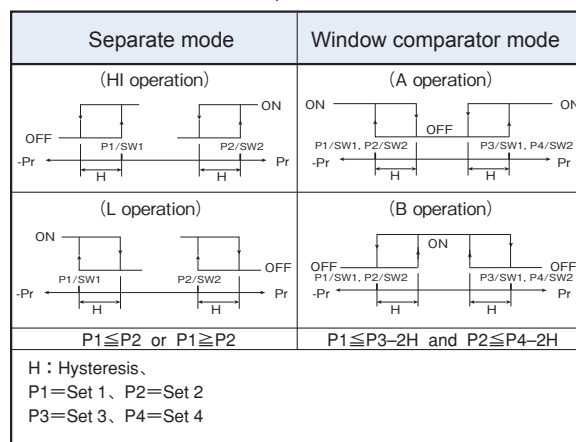 Separate mode
Window comparator mode
(HI operation)
ON
OFF
P1/SW1
P2/SW2
-Pr
Pr
H
H
(A operation)
ON
ON
OFF
P1/SW1, P2/SW2
P3/SW1, P4/SW2
-Pr
Pr
H
H
(L operation)
ON
P1/SW1
P2/SW2
OFF
-Pr
Pr
H
H
(B operation)
ON
OFF
OFF
P1/SW1, P2/SW2
P3/SW1, P4/SW2
-Pr
Pr
H
H
P1≦P2 or P1≧P2
P1≦P3–2H and P2≦P4–2H
H：Hysteresis、
P1＝Set 1、P2＝Set 2
P3＝Set 3、P4＝Set 4